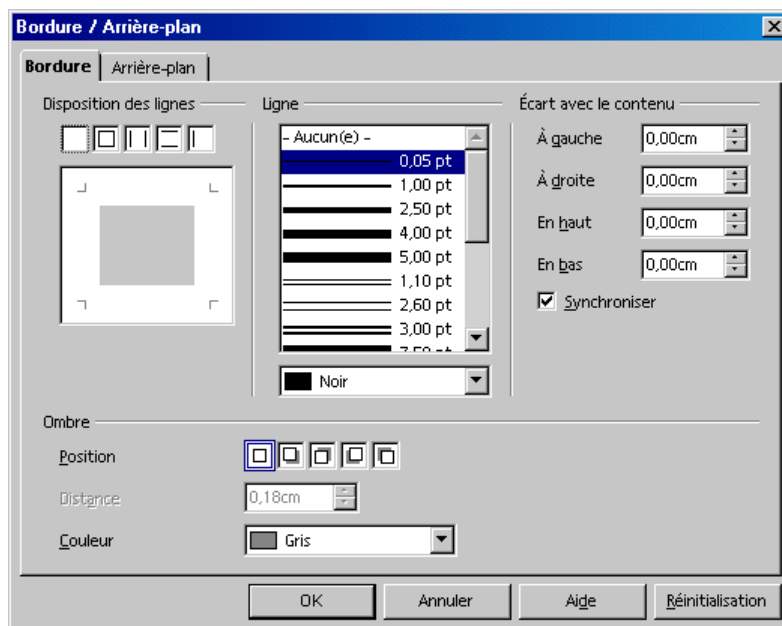 Bordure / Arrière-plan
Bordure
Arrière-plan
Disposition des lignes
Ligne
- Aucun(e) -
0,05 pt
1,00 pt
2,50 pt
4,00 pt
5,00 pt
1,10 pt
2,60 pt
3,00 pt
7,50 pt
Noir
Écart avec le contenu
À gauche 0,00cm
À droite 0,00cm
En haut 0,00cm
En bas 0,00cm
Synchroniser
Ombre
Position
Distance 0,18cm
Couleur Gris
OK Annuler Aide Réinitialisation